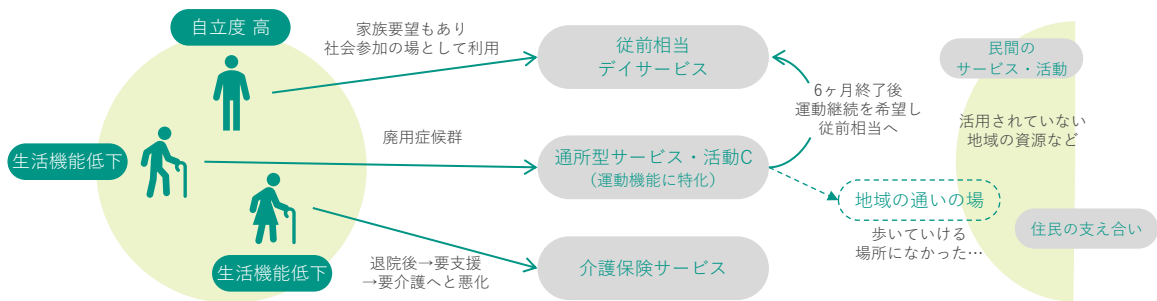 自立度 高
生活機能低下
生活機能低下
家族要望もあり
社会参加の場として利用
廃用症候群
退院後→要支援
→要介護へと悪化
従前相当
デイサービス
通所型サービス・活動C
（運動機能に特化）
介護保険サービス
6ヶ月終了後
運動継続を希望し
従前相当へ
地域の通いの場
歩いていける
場所になかった…
民間の
サービス・活動
活用されていない
地域の資源など
住民の支え合い